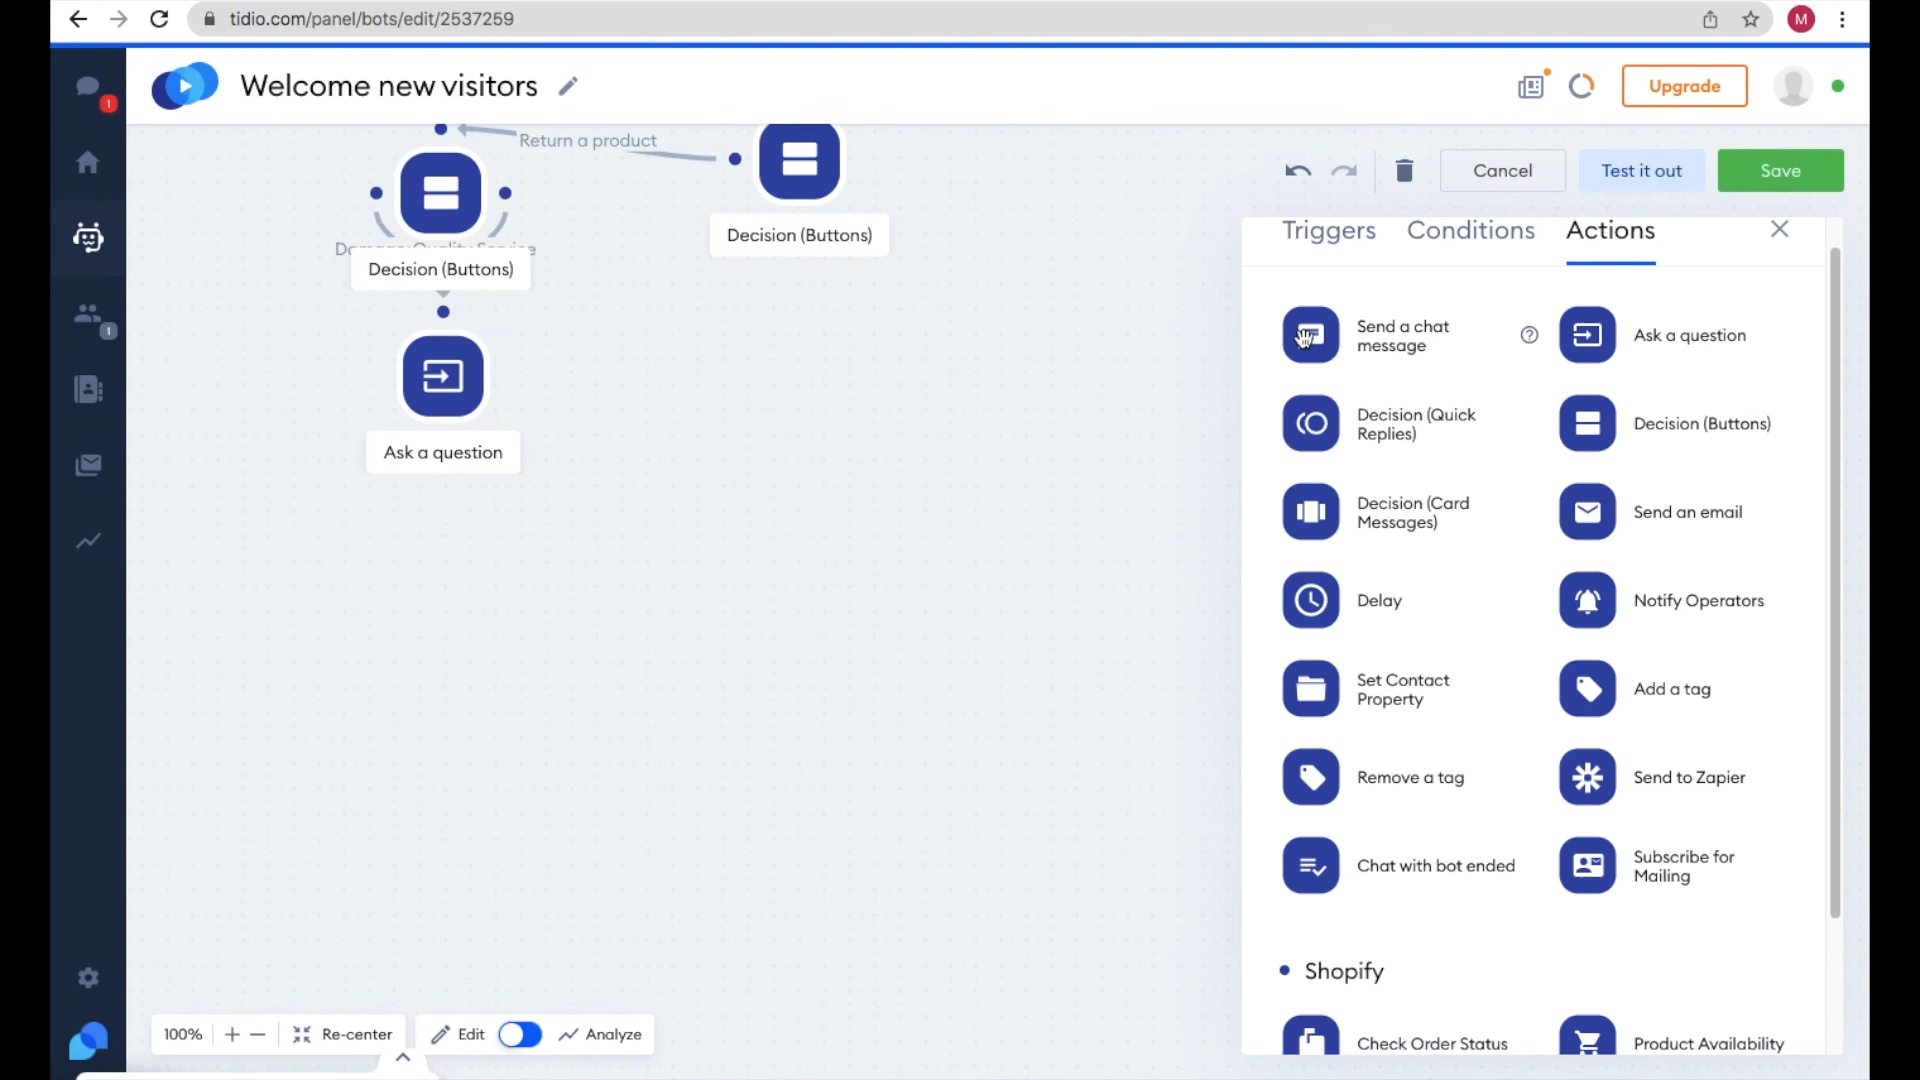 tidio.com/panel/bots/edit/2537259
M
1
Welcome new visitors
Upgrade
Return a product
Cancel
Test it out
Save
Decision (Buttons)
Decision (Buttons)
Ask a question
1
Triggers
Conditions
Actions
Send a chat
message
Ask a question
Decision (Quick
Replies)
Decision (Buttons)
Decision (Card
Messages)
Send an email
Delay
Notify Operators
Set Contact
Property
Add a tag
Remove a tag
Send to Zapier
Chat with bot ended
Subscribe for
Mailing
Shopify
Check Order Status
Product Availability
100%
Re-center
Edit
Analyze